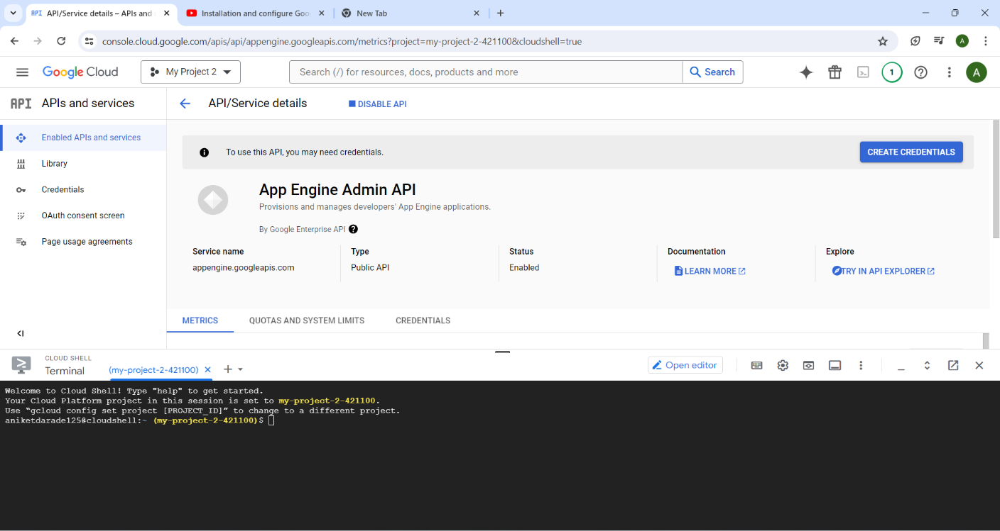 API API/Service details – APIs and
Installation and configure Goo
New Tab
console.cloud.google.com/apis/api/appengine.googleapis.com/metrics?project=my-project-2-421100&cloudshell=true
A
Google Cloud
My Project 2
Search (/) for resources, docs, products and more
Search
1
A
API APIs and services
API/Service details
DISABLE API
Enabled APIs and services
Library
Credentials
OAuth consent screen
Page usage agreements
To use this API, you may need credentials.
CREATE CREDENTIALS
App Engine Admin API
Provisions and manages developers' App Engine applications.
By Google Enterprise API
Service name
appengine.googleapis.com
Type
Public API
Status
Enabled
Documentation
LEARN MORE
Explore
TRY IN API EXPLORER
METRICS
QUOTAS AND SYSTEM LIMITS
CREDENTIALS
CLOUD SHELL
Terminal
(my-project-2-421100)
Open editor
Welcome to Cloud Shell! Type "help" to get started.
Your Cloud Platform project in this session is set to my-project-2-421100.
Use “gcloud config set project [PROJECT_ID]” to change to a different project.
aniketdarade125@cloudshell:~ (my-project-2-421100)$